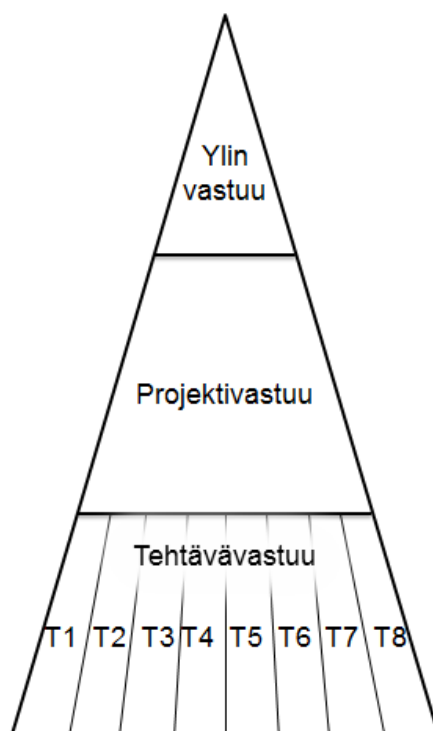 Ylin
vastuu
Projektivastuu
Tehtävävastuu
T1 T2 T3 T4 T5 T6 T7 T8